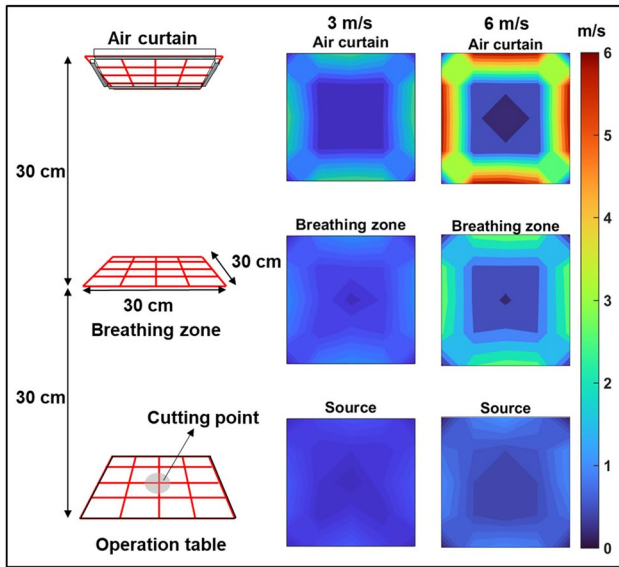 Air curtain
30 cm
30 cm
30 cm
Breathing zone
30 cm
Cutting point
Operation table
3 m/s
Air curtain
6 m/s
Air curtain
Breathing zone
Breathing zone
Source
Source
m/s
6
5
4
3
2
1
0